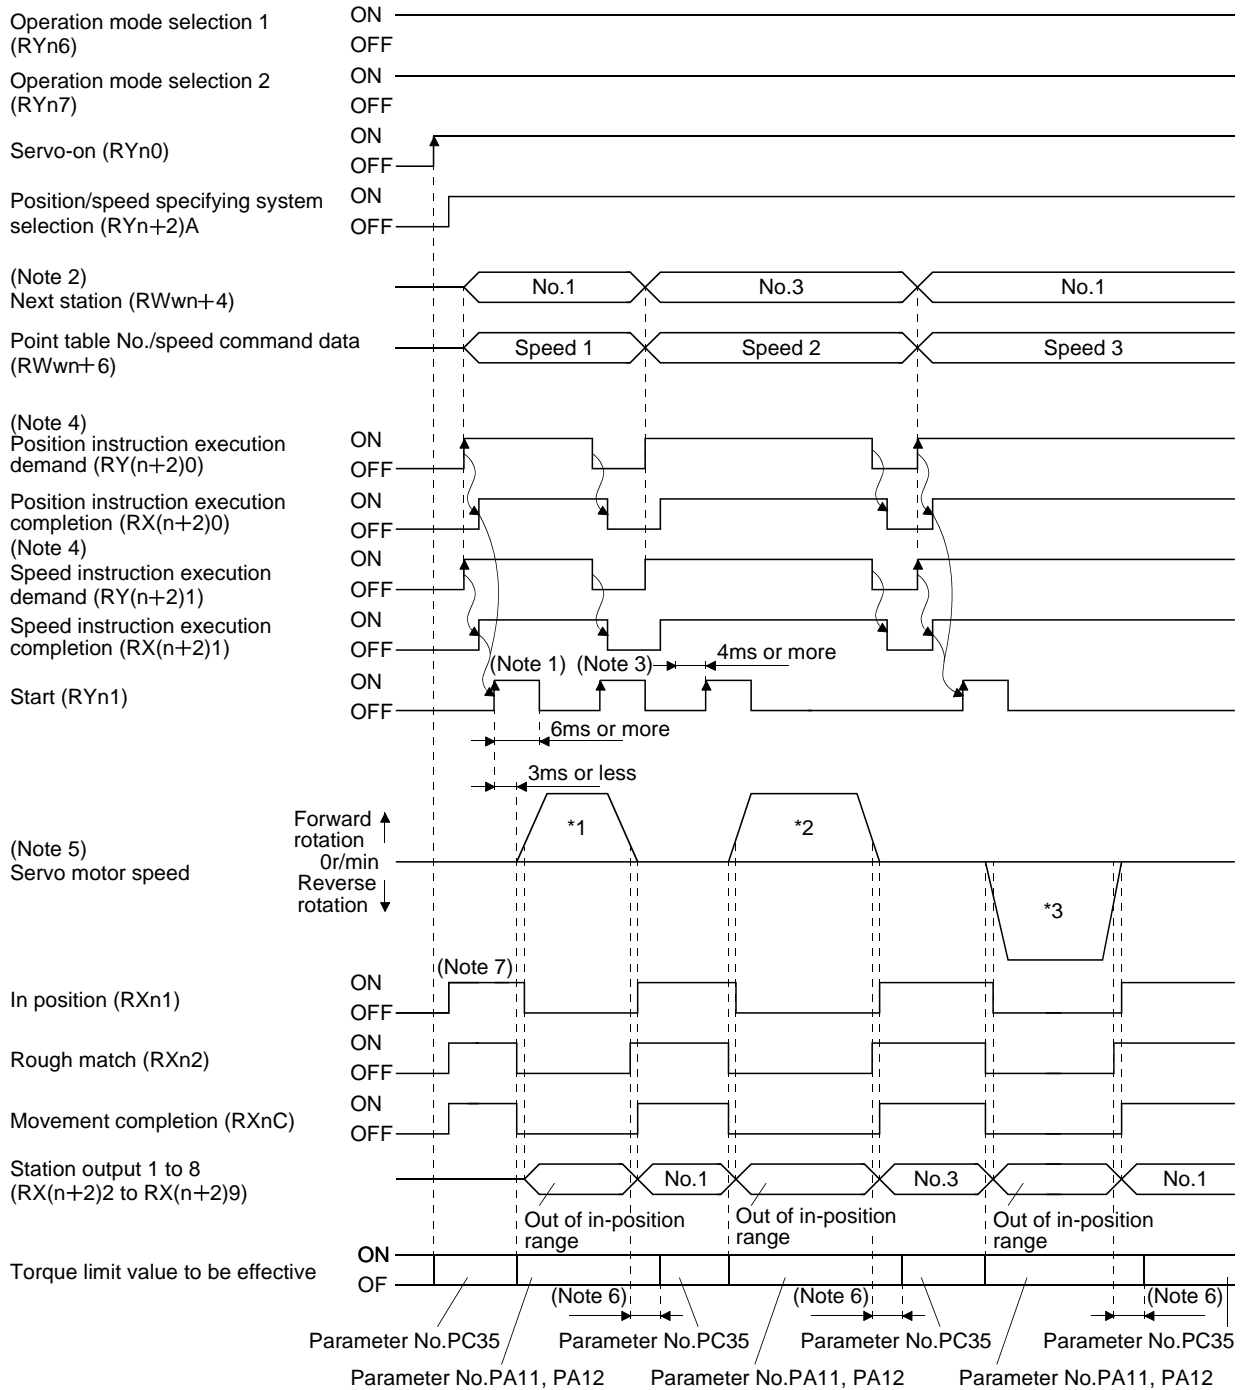 Operation mode selection 1
(RYn6)
ON
OFF
Operation mode selection 2
(RYn7)
ON
OFF
Servo-on (RYn0)
ON
OFF
Position/speed specifying system
selection (RYn+2)A
ON
OFF
(Note 2)
Next station (RWwn+4)
No.1
No.3
No.1
Point table No./speed command data
(RWwn+6)
Speed 1
Speed 2
Speed 3
(Note 4)
Position instruction execution
demand (RY(n+2)0)
ON
OFF
Position instruction execution
completion (RX(n+2)0)
ON
OFF
(Note 4)
Speed instruction execution
demand (RY(n+2)1)
ON
OFF
Speed instruction execution
completion (RX(n+2)1)
ON
OFF
(Note 1)
(Note 3)
4ms or more
Start (RYn1)
ON
OFF
6ms or more
3ms or less
(Note 5)
Servo motor speed
Forward
rotation
0r/min
Reverse
rotation
*1
*2
*3
(Note 7)
In position (RXn1)
ON
OFF
Rough match (RXn2)
ON
OFF
Movement completion (RXnC)
ON
OFF
Station output 1 to 8
(RX(n+2)2 to RX(n+2)9)
No.1
No.3
No.1
Out of in-position
range
Out of in-position
range
Out of in-position
range
Torque limit value to be effective
ON
OF
(Note 6)
(Note 6)
(Note 6)
Parameter No.PC35
Parameter No.PC35
Parameter No.PC35
Parameter No.PC35
Parameter No.PA11, PA12
Parameter No.PA11, PA12
Parameter No.PA11, PA12